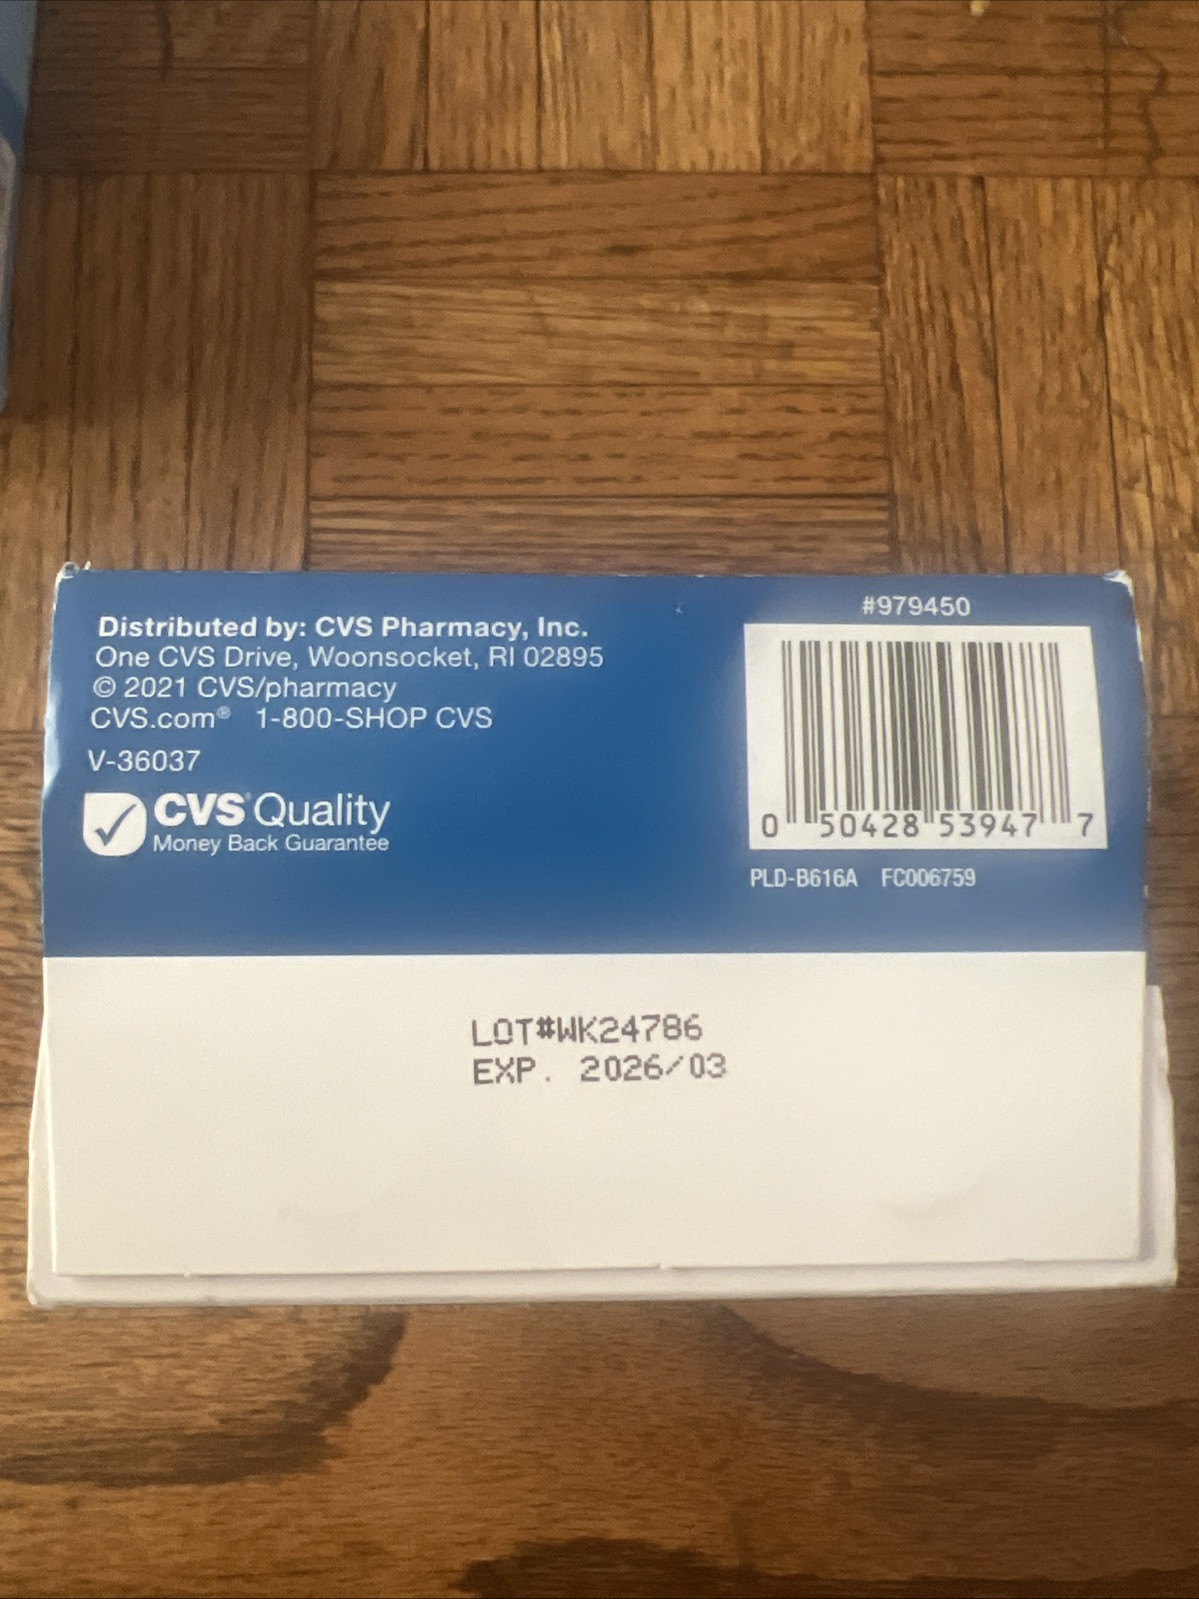 Distributed by: CVS Pharmacy, Inc.
One CVS Drive, Woonsocket, RI 02895
© 2021 CVS/pharmacy
CVS.com® 1-800-SHOP CVS
V-36037
CVS® Quality
Money Back Guarantee
#979450
0 50428 53947 7
PLD-B616A FC006759
LOT#WK24786
EXP. 2026/03